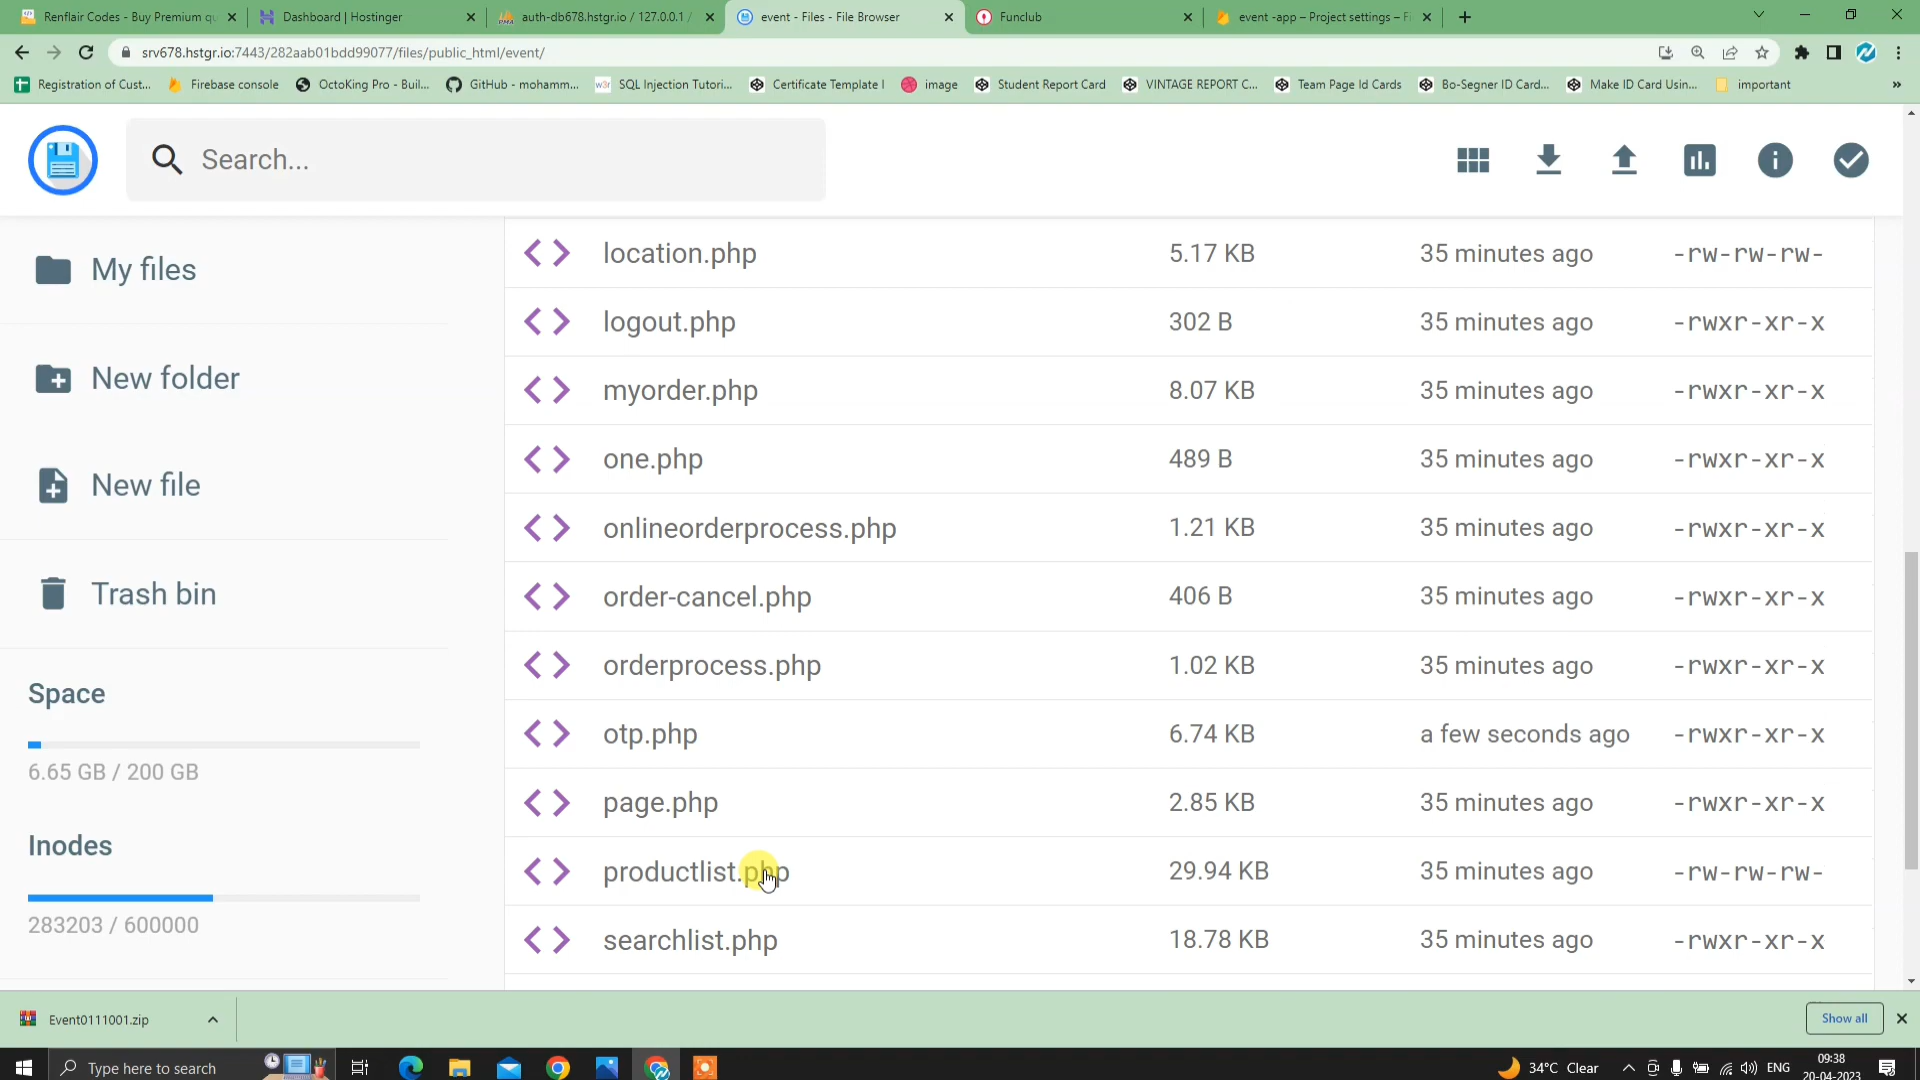 Renflair Codes - Buy Premium qu
Dashboard | Hostinger
auth-db678.hstgr.io / 127.0.0.1 /
event - Files - File Browser
Funclub
event -app – Project settings – Fi
srv678.hstgr.io:7443/282aab01bdd99077/files/public_html/event/
Registration of Cust...
Firebase console
OctoKing Pro - Buil...
GitHub - mohamm...
SQL Injection Tutori...
Certificate Template I
image
Student Report Card
VINTAGE REPORT C...
Team Page Id Cards
Bo-Segner ID Card...
Make ID Card Usin...
important
»
Search...
My files
New folder
New file
Trash bin
Space
6.65 GB / 200 GB
Inodes
283203 / 600000
location.php 5.17 KB 35 minutes ago -rw-rw-rw-
logout.php 302 B 35 minutes ago -rwxr-xr-x
myorder.php 8.07 KB 35 minutes ago -rwxr-xr-x
one.php 489 B 35 minutes ago -rwxr-xr-x
onlineorderprocess.php 1.21 KB 35 minutes ago -rwxr-xr-x
order-cancel.php 406 B 35 minutes ago -rwxr-xr-x
orderprocess.php 1.02 KB 35 minutes ago -rwxr-xr-x
otp.php 6.74 KB a few seconds ago -rwxr-xr-x
page.php 2.85 KB 35 minutes ago -rwxr-xr-x
productlist.php 29.94 KB 35 minutes ago -rw-rw-rw-
searchlist.php 18.78 KB 35 minutes ago -rwxr-xr-x
Event0111001.zip
Show all
Type here to search
34°C Clear
ENG
09:38
20-04-2023